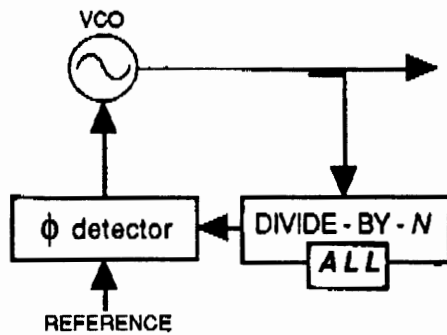 VCO
ϕ detector
DIVIDE - BY - N
ALL
REFERENCE